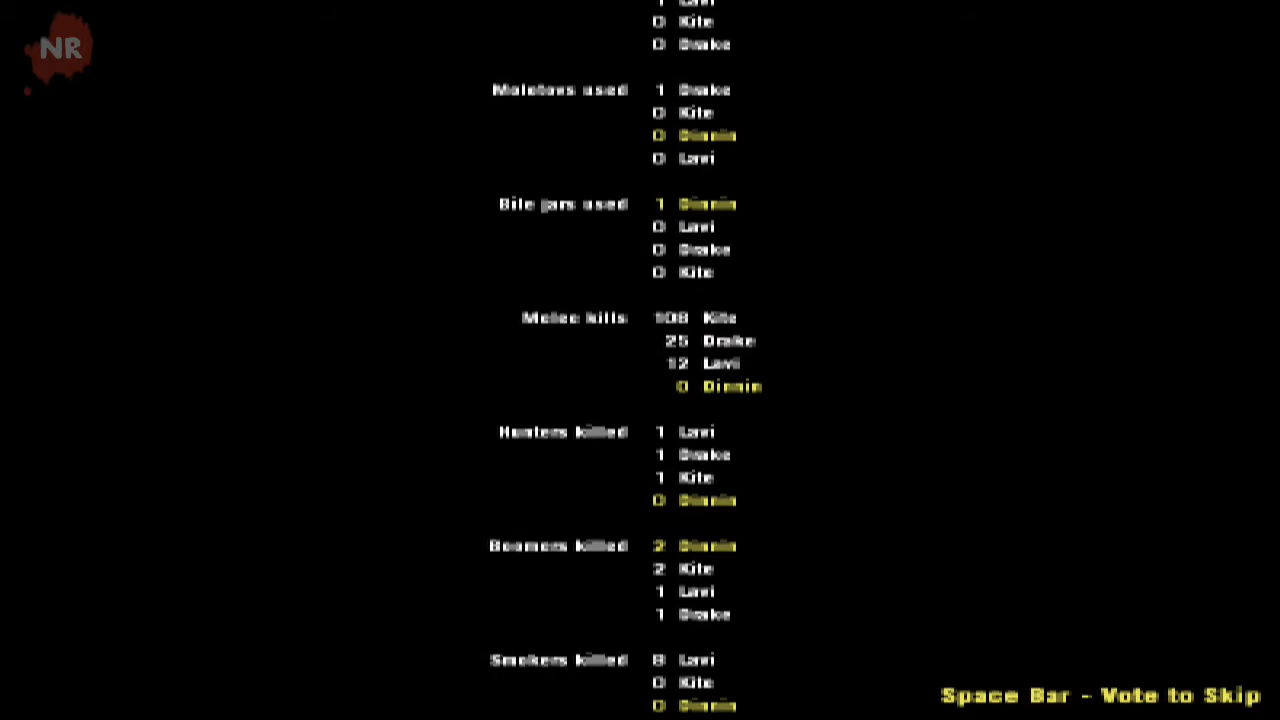 NR
1 Lavi
0 Kite
0 Drake
Molotovs used 1 Drake
0 Kite
0 Dinnin
0 Lavi
Bile jars used 1 Dinnin
0 Lavi
0 Drake
0 Kite
Melee kills 108 Kite
25 Drake
12 Lavi
0 Dinnin
Hunters killed 1 Lavi
1 Drake
1 Kite
0 Dinnin
Boomers killed 2 Dinnin
2 Kite
1 Lavi
1 Drake
Smokers killed 8 Lavi
0 Kite
0 Dinnin
Space Bar - Vote to Skip